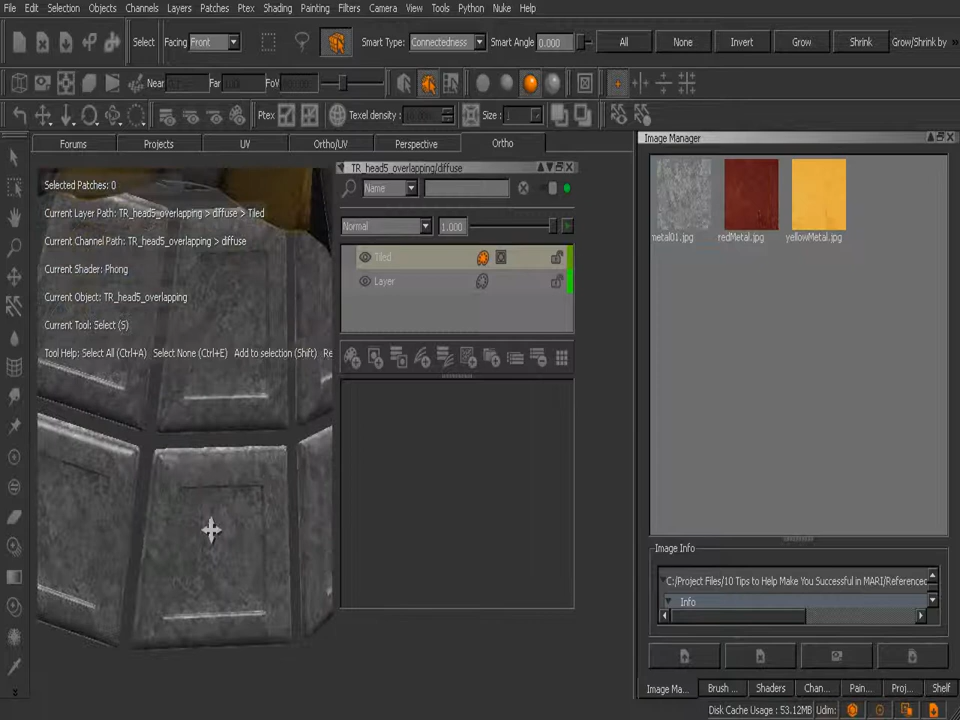 File Edit Selection Objects Channels Layers Patches Ptex Shading Painting Filters Camera View Tools Python Nuke Help
Select Facing Front Smart Type: Connectedness Smart Angle 0.000 All None Invert Grow Shrink Grow/Shrink by
Near Far FoV
Ptex Texel density: Size : 1
Forums Projects UV Ortho/UV Perspective Ortho
Image Manager
TR_head5_overlapping/diffuse
Selected Patches: 0
Name
Current Layer Path: TR_head5_overlapping > diffuse > Tiled
Normal 1.000
Current Channel Path: TR_head5_overlapping > diffuse
metal01.jpg redMetal.jpg yellowMetal.jpg
Tiled
Current Shader: Phong
Layer
Current Object: TR_head5_overlapping
Current Tool: Select (S)
Tool Help: Select All (Ctrl+A) Select None (Ctrl+E) Add to selection (Shift) Re
Image Info
C:/Project Files/10 Tips to Help Make You Successful in MARI/Referenced
Info
Image Ma... Brush ... Shaders Chan... Pain... Proj... Shelf
Disk Cache Usage : 53.12MB Udim: